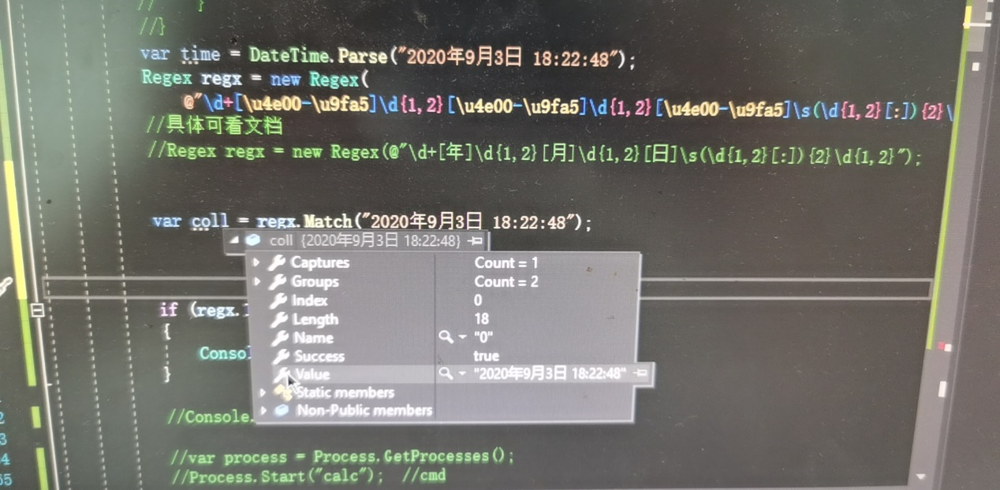 // }
//}
var time = DateTime.Parse("2020年9月3日 18:22:48");
Regex regx = new Regex(
@"\d+[\u4e00-\u9fa5]\d{1,2}[\u4e00-\u9fa5]\d{1,2}[\u4e00-\u9fa5]\s(\d{1,2}[:]){2}\
//具体可看文档
//Regex regx = new Regex(@"\d+[年]\d{1,2}[月]\d{1,2}[日]\s(\d{1,2}[:]){2}\d{1,2}");
var coll = regx.Match("2020年9月3日 18:22:48");
coll {2020年9月3日 18:22:48}
Captures Count = 1
Groups Count = 2
Index 0
if (regx.
Length 18
{
Name "0"
Conso
Success true
}
Value "2020年9月3日 18:22:48"
Static members
Non-Public members
//Console.
//var process = Process.GetProcesses();
//Process.Start("calc"); //cmd